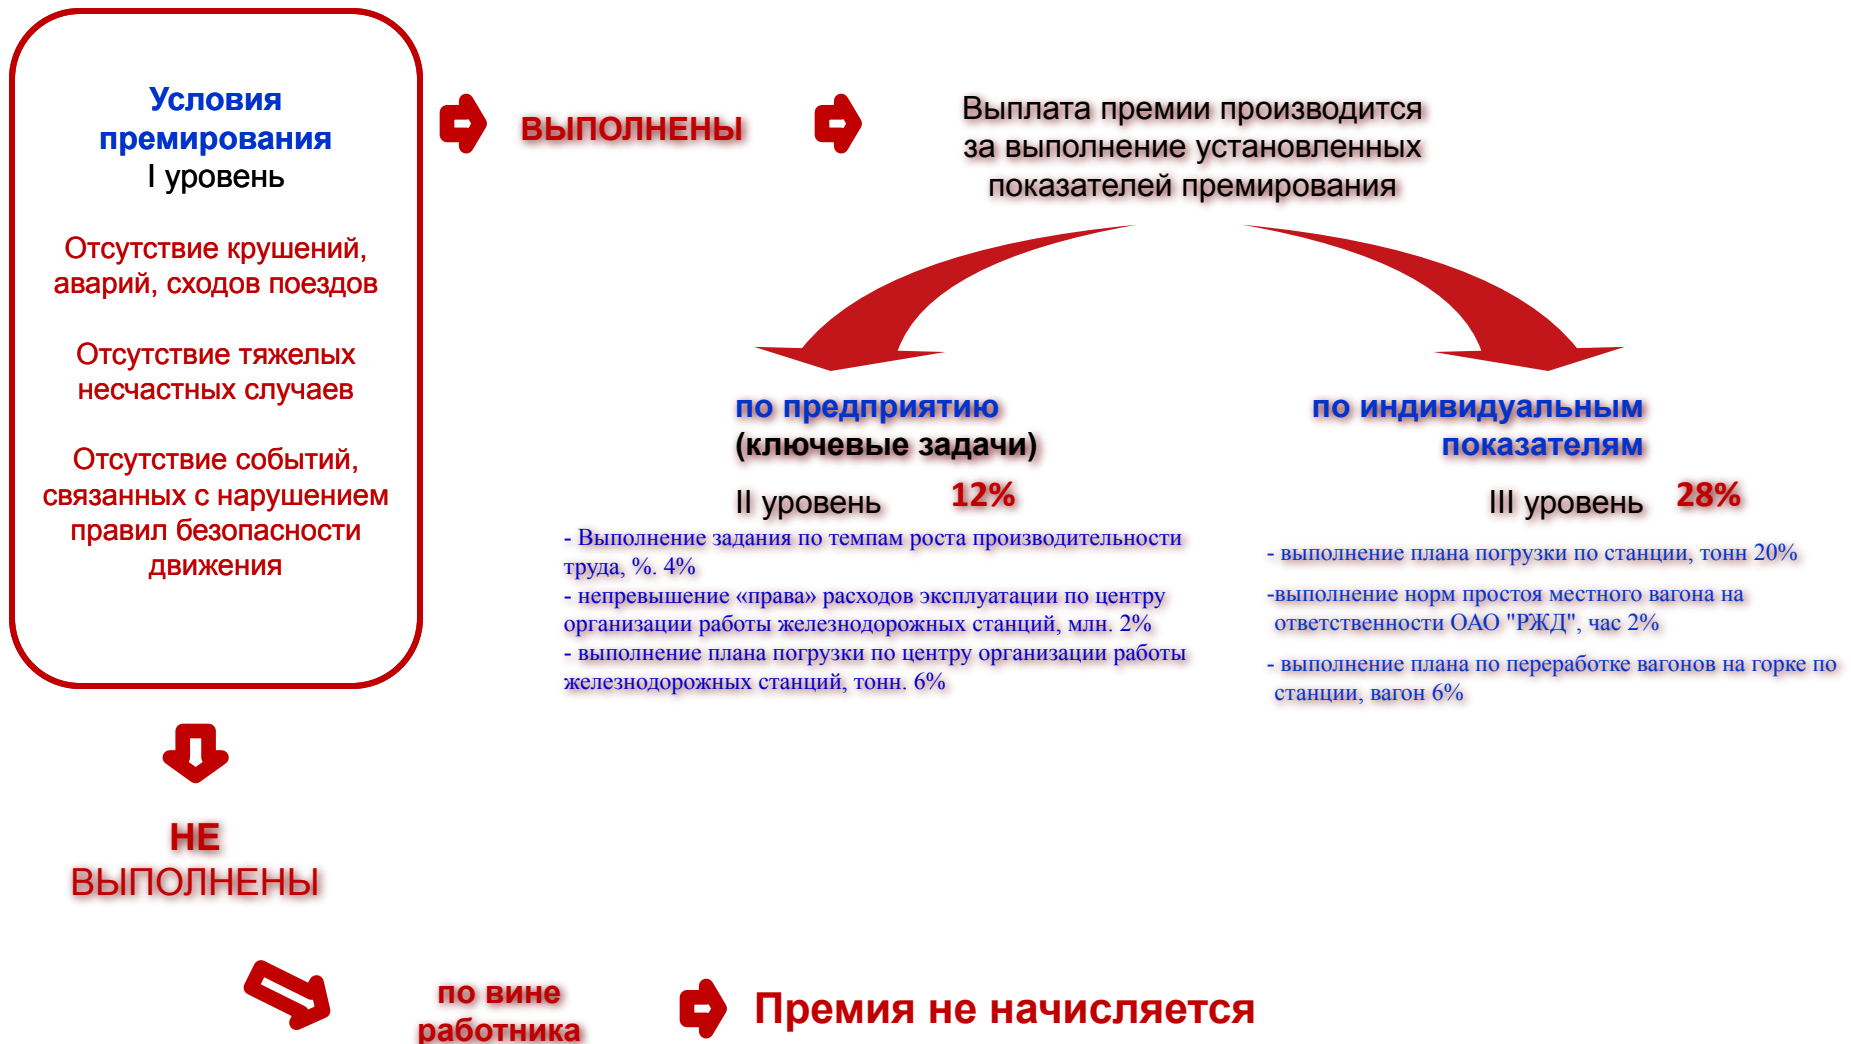 Условия
премирования
I уровень
Отсутствие крушений,
аварий, сходов поездов
Отсутствие тяжелых
несчастных случаев
Отсутствие событий,
связанных с нарушением
правил безопасности
движения
ВЫПОЛНЕНЫ
Выплата премии производится
за выполнение установленных
показателей премирования
по предприятию
(ключевые задачи)
II уровень 12%
- Выполнение задания по темпам роста производительности
труда, %. 4%
- непревышение «права» расходов эксплуатации по центру
организации работы железнодорожных станций, млн. 2%
- выполнение плана погрузки по центру организации работы
железнодорожных станций, тонн. 6%
по индивидуальным
показателям
III уровень 28%
- выполнение плана погрузки по станции, тонн 20%
-выполнение норм простоя местного вагона на
ответственности ОАО "РЖД", час 2%
- выполнение плана по переработке вагонов на горке по
станции, вагон 6%
НЕ
ВЫПОЛНЕНЫ
по вине
работника
Премия не начисляется